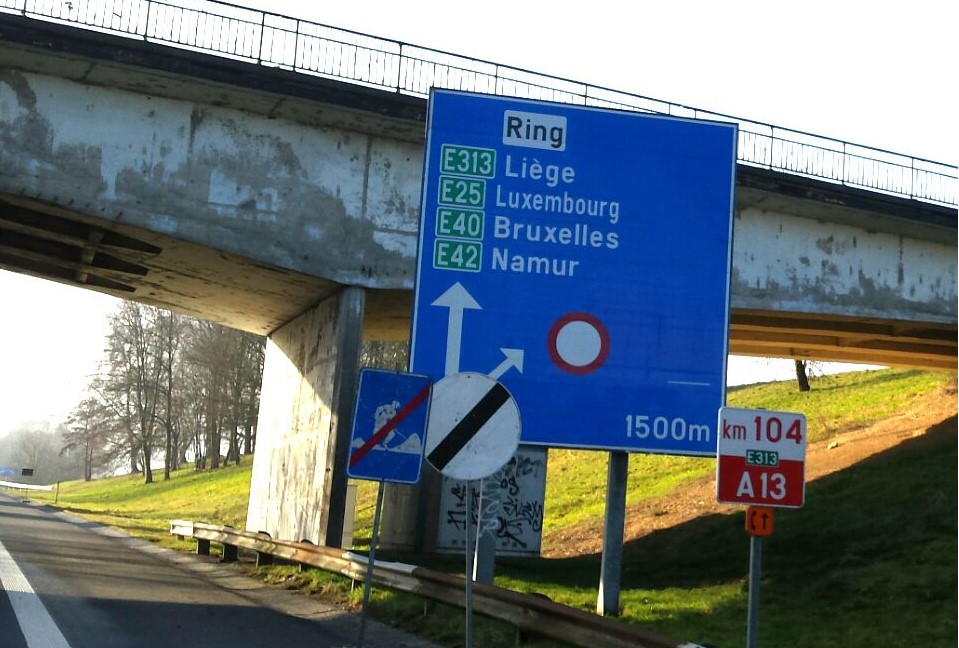 Ring
E313 Liège
E25 Luxembourg
E40 Bruxelles
E42 Namur
1500m
km 104
E313
A13